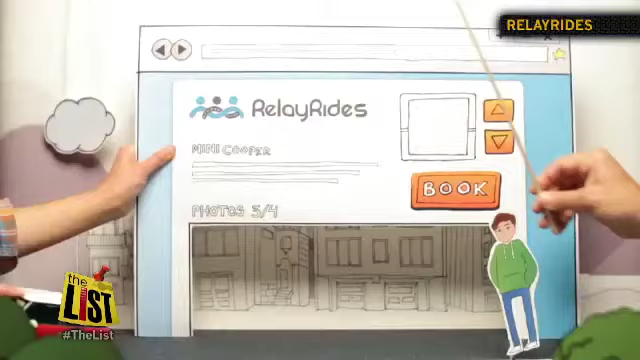 RELAYRIDES
RelayRides
MINI COOPER
BOOK
PHOTOS 3/4
the
LIST
#TheList